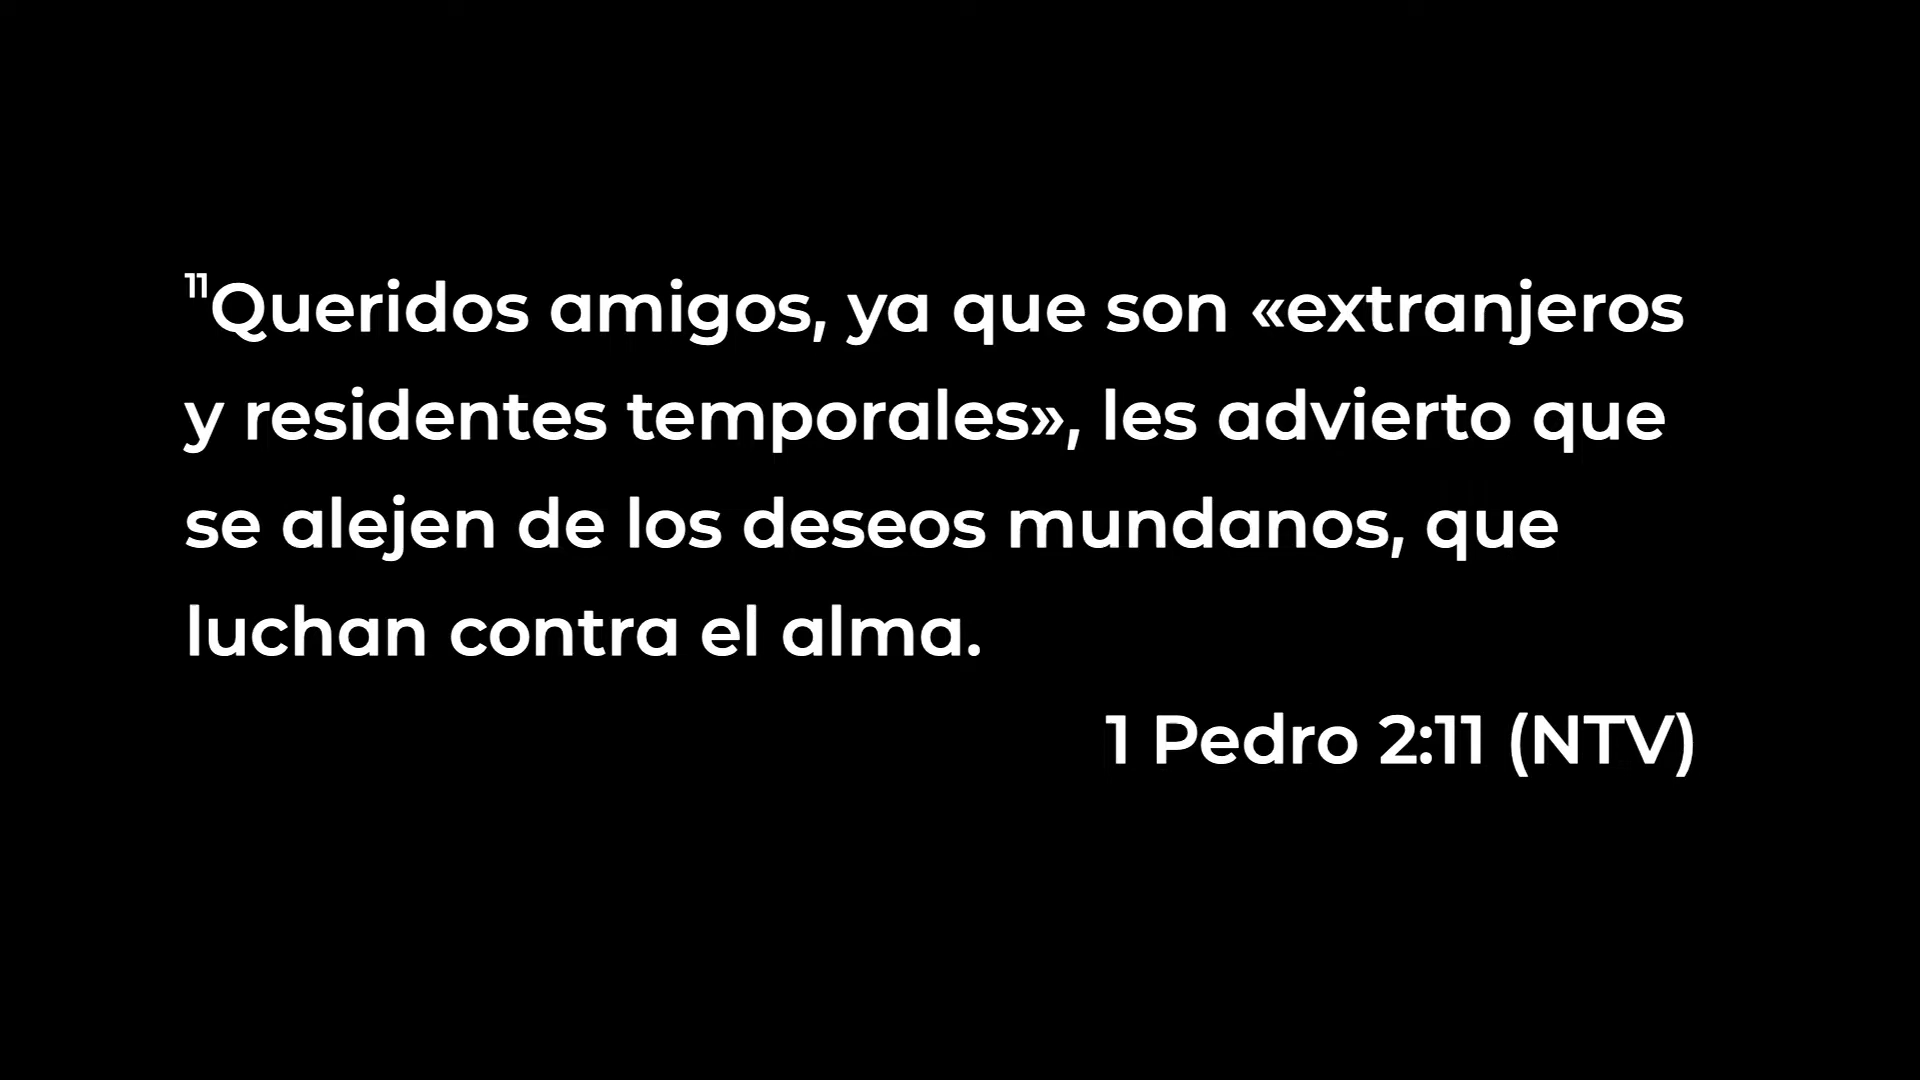 ¹¹Queridos amigos, ya que son «extranjeros
y residentes temporales», les advierto que
se alejen de los deseos mundanos, que
luchan contra el alma.
1 Pedro 2:11 (NTV)